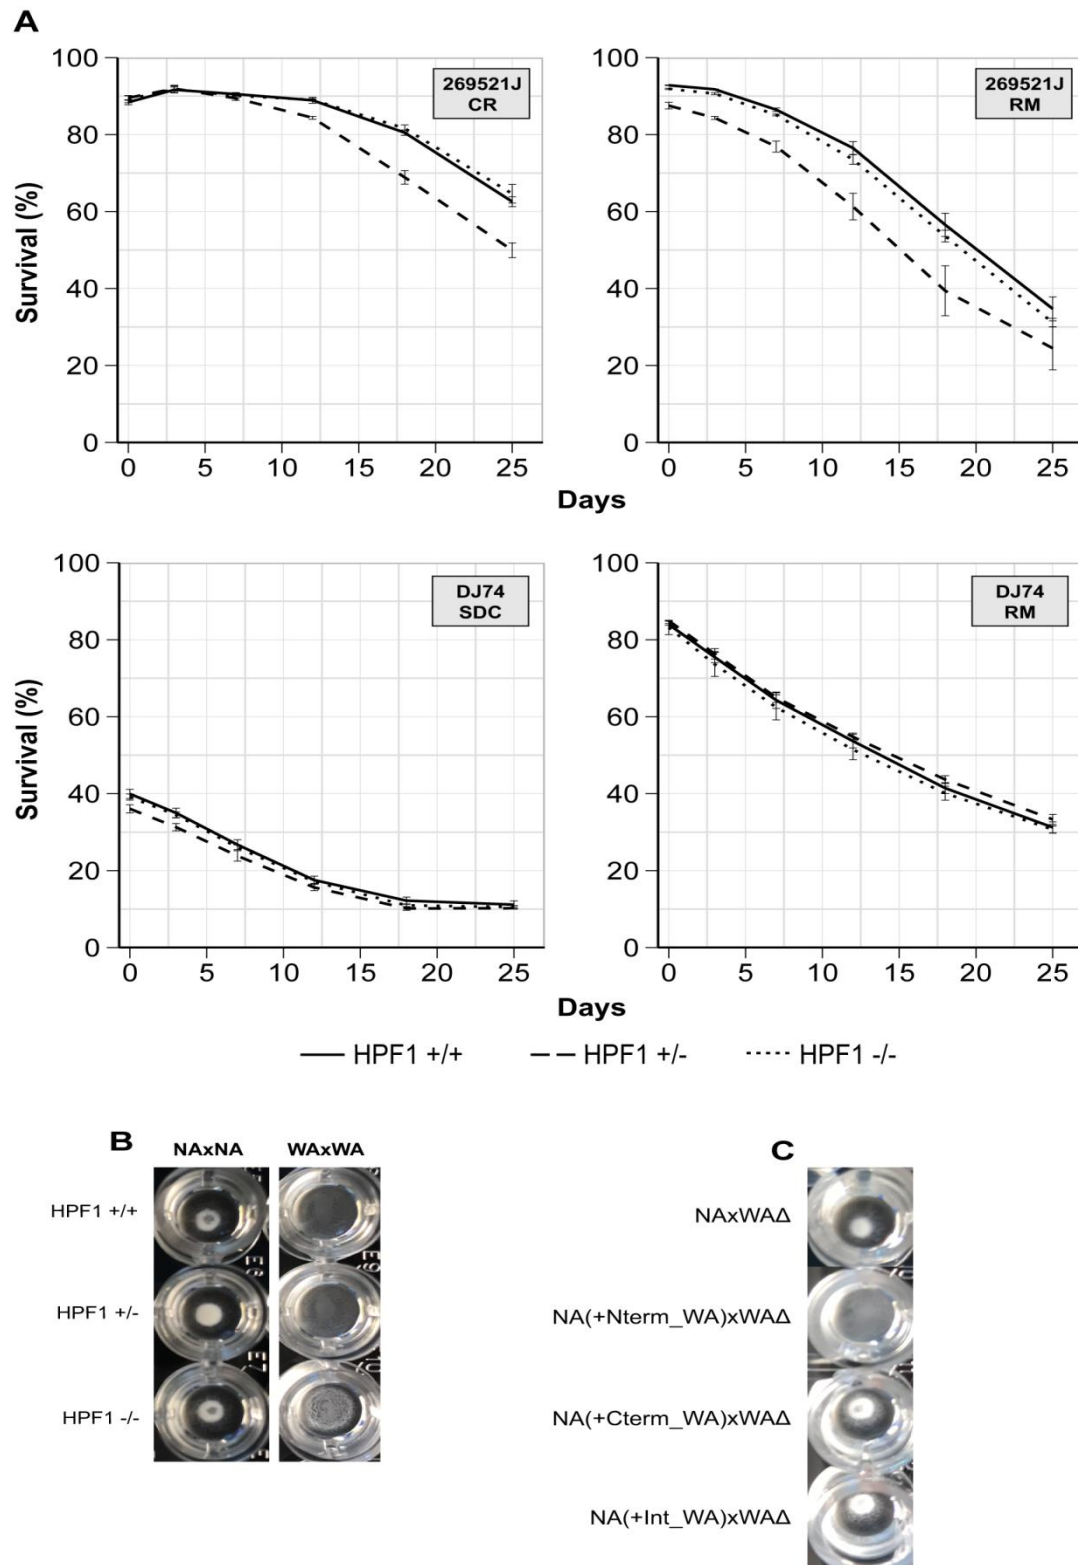 A
100
80
60
40
20
0
Survival (%)
269521J
CR
0 5 10 15 20 25
100
80
60
40
20
0
269521J
RM
0 5 10 15 20 25
Days
100
80
60
40
20
0
Survival (%)
DJ74
SDC
0 5 10 15 20 25
100
80
60
40
20
0
DJ74
RM
0 5 10 15 20 25
Days
HPF1 +/+ HPF1 +/- HPF1 -/-
B
NAxNA WAxWA
HPF1 +/+
HPF1 +/-
HPF1 -/-
E7
C
NAxWAΔ
NA(+Nterm_WA)xWAΔ
NA(+Cterm_WA)xWAΔ
NA(+Int_WA)xWAΔ